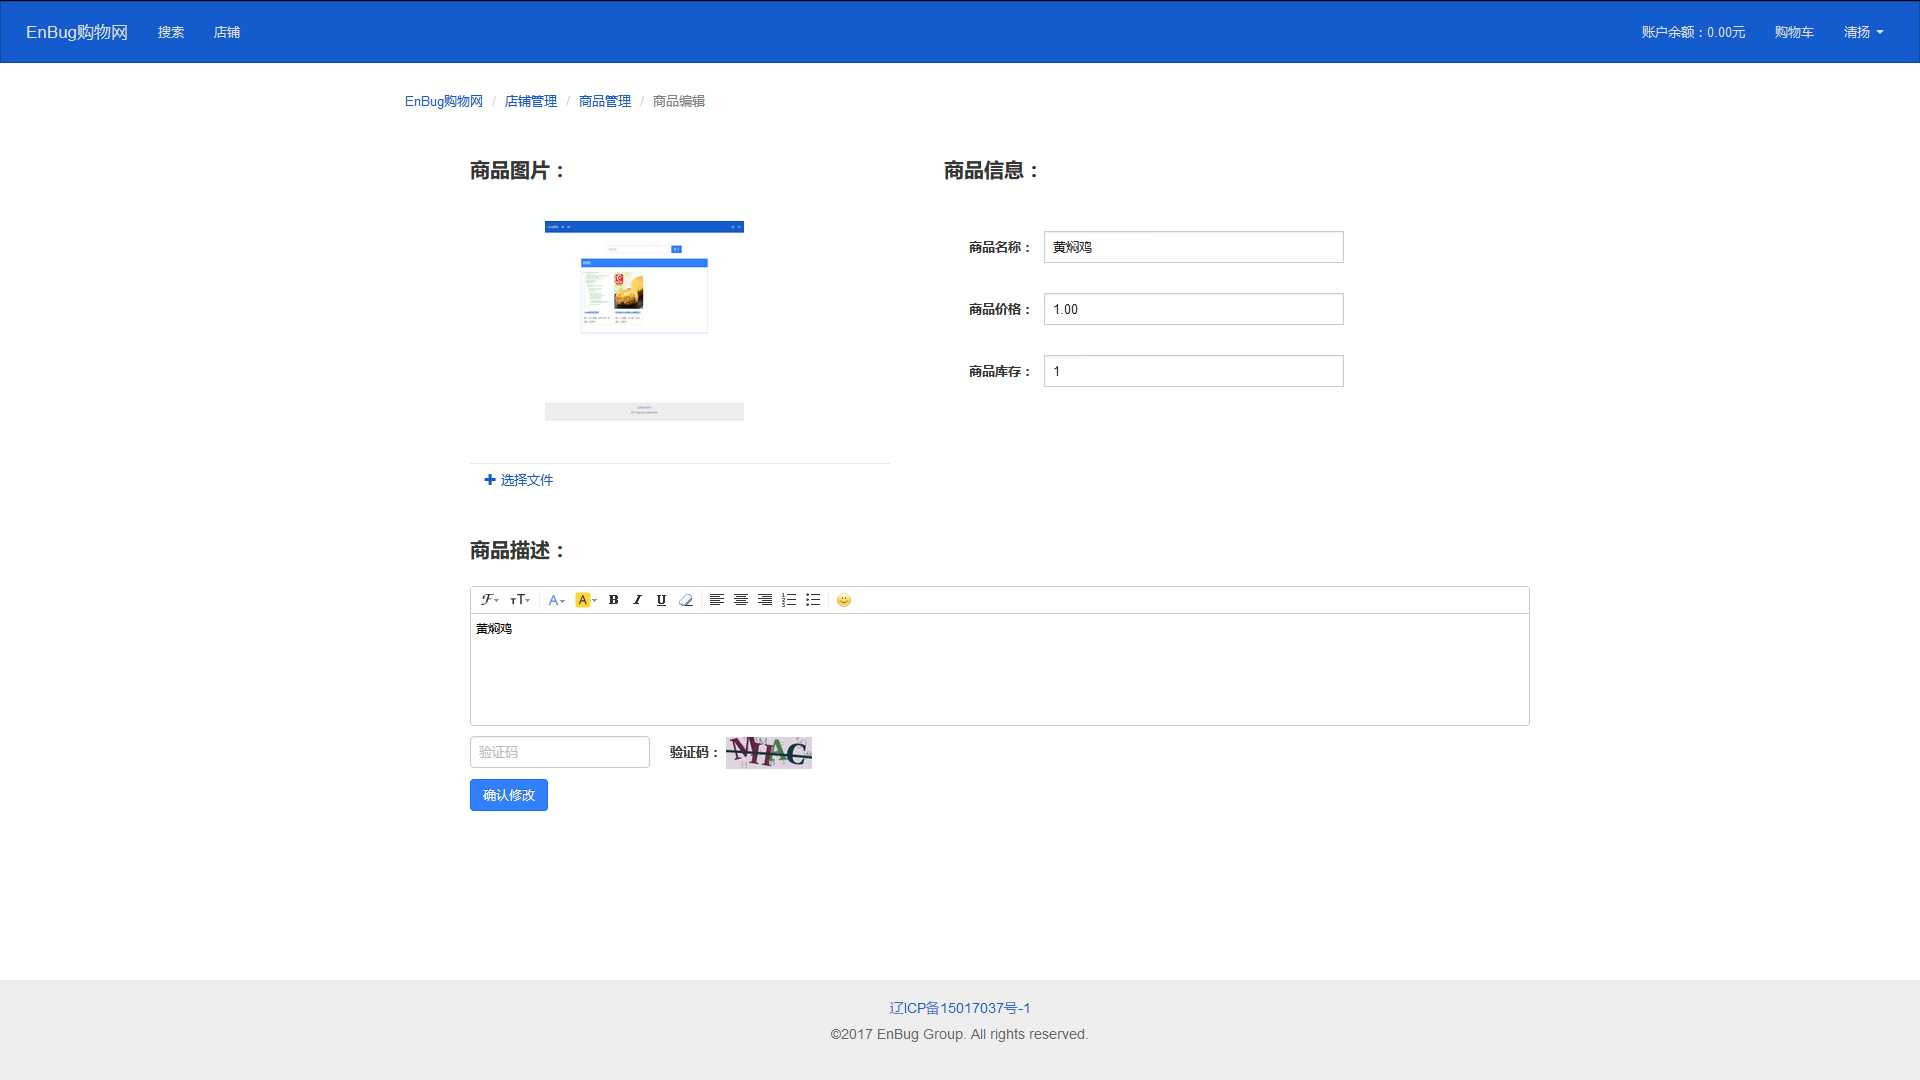 EnBug购物网 搜索 店铺 账户余额：0.00元 购物车 清扬
EnBug购物网 / 店铺管理 / 商品管理 / 商品编辑
商品图片：
商品信息：
商品名称： 黄焖鸡
商品价格： 1.00
商品库存： 1
选择文件
商品描述：
黄焖鸡
验证码 验证码： MHAC
确认修改
辽ICP备15017037号-1
©2017 EnBug Group. All rights reserved.